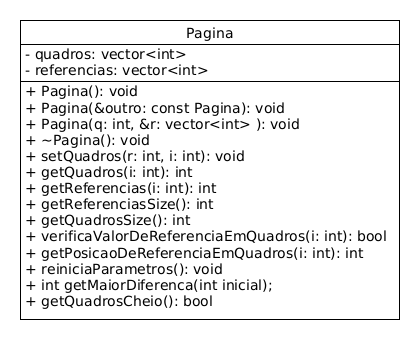 Pagina
- quadros: vector<int>
- referencias: vector<int>
+ Pagina(): void
+ Pagina(&outro: const Pagina): void
+ Pagina(q: int, &r: vector<int> ): void
+ ~Pagina(): void
+ setQuadros(r: int, i: int): void
+ getQuadros(i: int): int
+ getReferencias(i: int): int
+ getReferenciasSize(): int
+ getQuadrosSize(): int
+ verificaValorDeReferenciaEmQuadros(i: int): bool
+ getPosicaoDeReferenciaEmQuadros(i: int): int
+ reiniciaParametros(): void
+ int getMaiorDiferenca(int inicial);
+ getQuadrosCheio(): bool